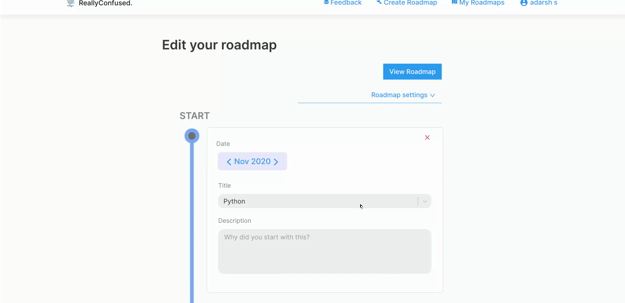 ReallyConfused.
Feedback
Create Roadmap
My Roadmaps
adarsh s
Edit your roadmap
View Roadmap
Roadmap settings
START
Date
Nov 2020
Title
Python
Description
Why did you start with this?